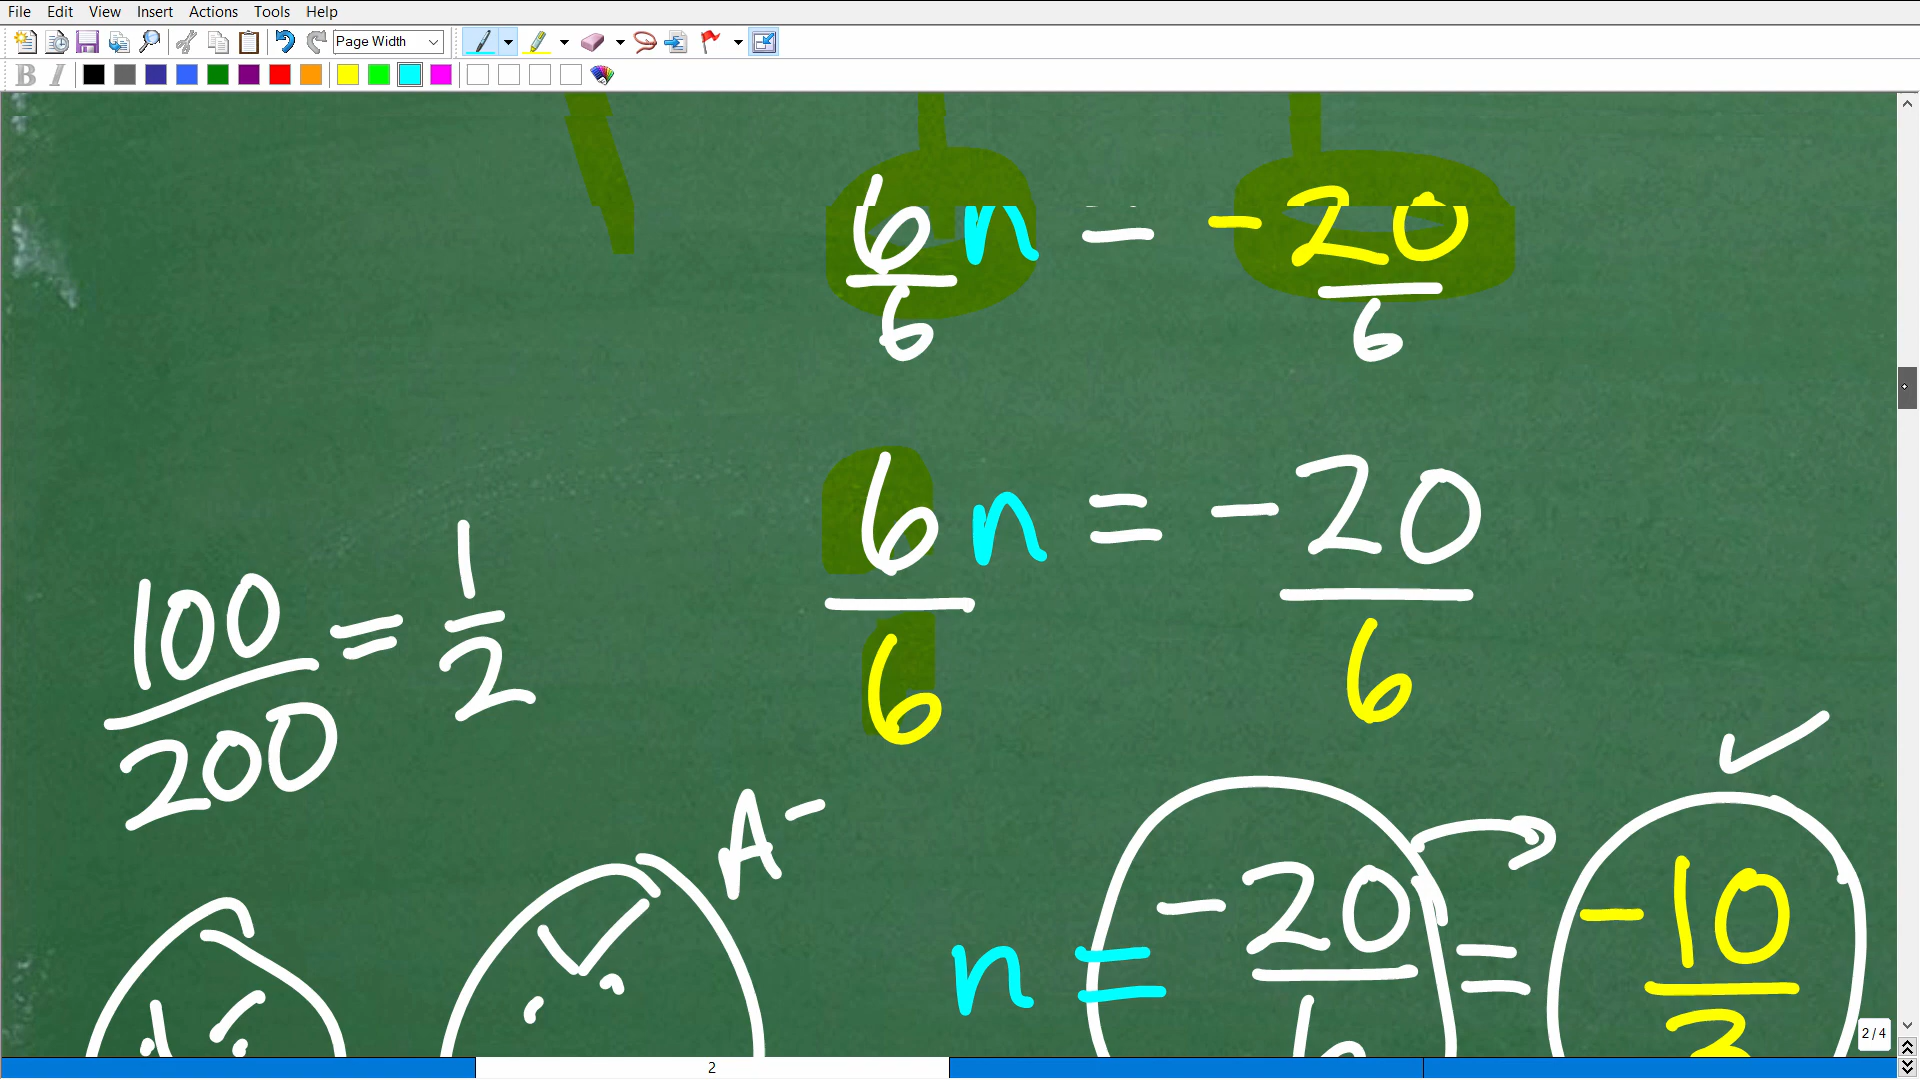 File Edit View Insert Actions Tools Help
Page Width
B I
6n = -20
6 6
6n = -20
6 6
100 = 1
200 2
A-
n = -20 = -10
6 3
2 / 4
2